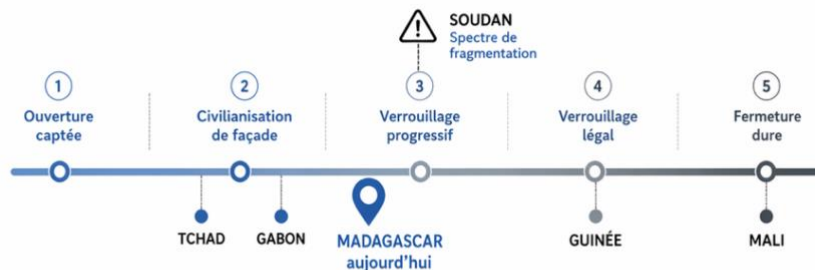 !
SOUDAN
Spectre de
fragmentation
1
Ouverture
captée
2
Civilianisation
de façade
3
Verrouillage
progressif
4
Verrouillage
légal
5
Fermeture
dure
TCHAD
GABON
MADAGASCAR
aujourd’hui
GUINÉE
MALI